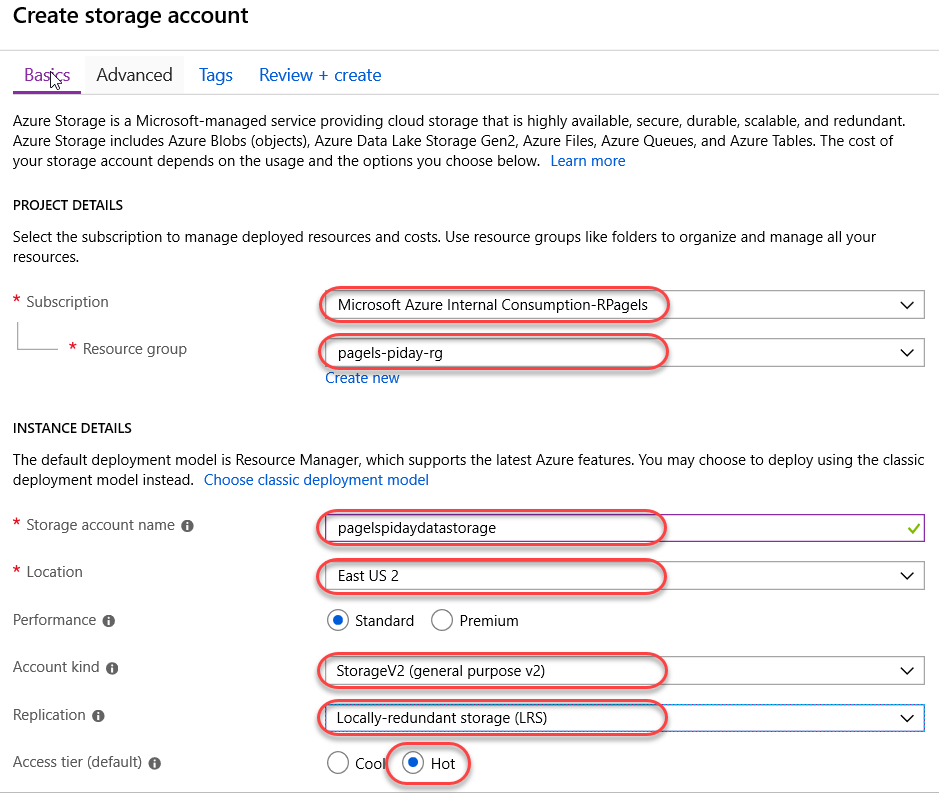 Create storage account
Basics Advanced Tags Review + create
Azure Storage is a Microsoft-managed service providing cloud storage that is highly available, secure, durable, scalable, and redundant.
Azure Storage includes Azure Blobs (objects), Azure Data Lake Storage Gen2, Azure Files, Azure Queues, and Azure Tables. The cost of
your storage account depends on the usage and the options you choose below. Learn more
PROJECT DETAILS
Select the subscription to manage deployed resources and costs. Use resource groups like folders to organize and manage all your
resources.
* Subscription Microsoft Azure Internal Consumption-RPagels
* Resource group pagels-piday-rg
Create new
INSTANCE DETAILS
The default deployment model is Resource Manager, which supports the latest Azure features. You may choose to deploy using the classic
deployment model instead. Choose classic deployment model
* Storage account name pagelspidaydatastorage
* Location East US 2
Performance Standard Premium
Account kind StorageV2 (general purpose v2)
Replication Locally-redundant storage (LRS)
Access tier (default) Cool Hot